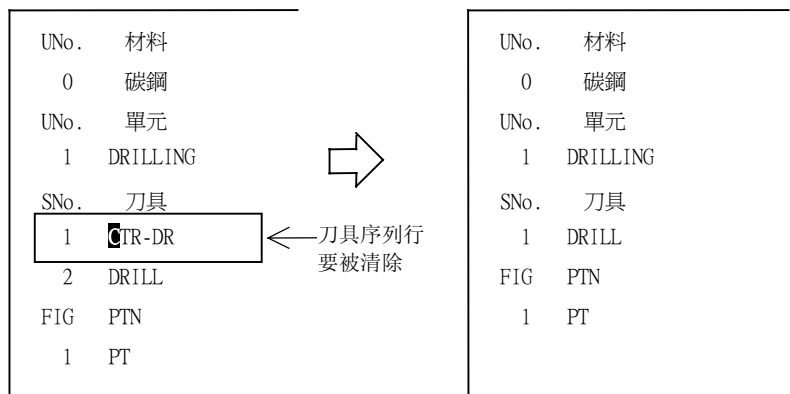 UNo. 材料
0 碳鋼
UNo. 單元
1 DRILLING
SNo. 刀具
1 CTR-DR
2 DRILL
FIG PTN
1 PT
刀具序列行
要被清除
UNo. 材料
0 碳鋼
UNo. 單元
1 DRILLING
SNo. 刀具
1 DRILL
FIG PTN
1 PT